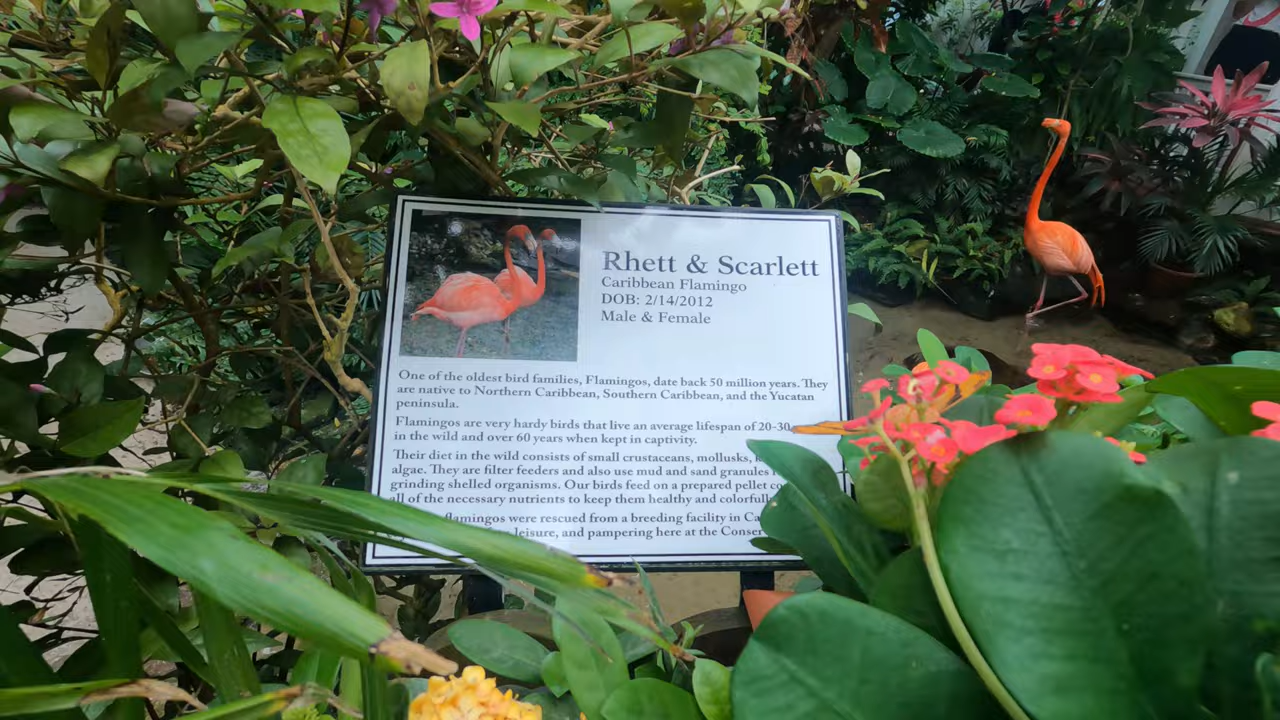 Rhett & Scarlett
Caribbean Flamingo
DOB: 2/14/2012
Male & Female
One of the oldest bird families, Flamingos, date back 50 million years. They
are native to Northern Caribbean, Southern Caribbean, and the Yucatan
peninsula.
Flamingos are very hardy birds that live an average lifespan of 20-30
in the wild and over 60 years when kept in captivity.
Their diet in the wild consists of small crustaceans, mollusks,
algae. They are filter feeders and also use mud and sand granules
grinding shelled organisms. Our birds feed on a prepared pellet
all of the necessary nutrients to keep them healthy and
flamingos were rescued from a breeding facility in
leisure, and pampering here at the